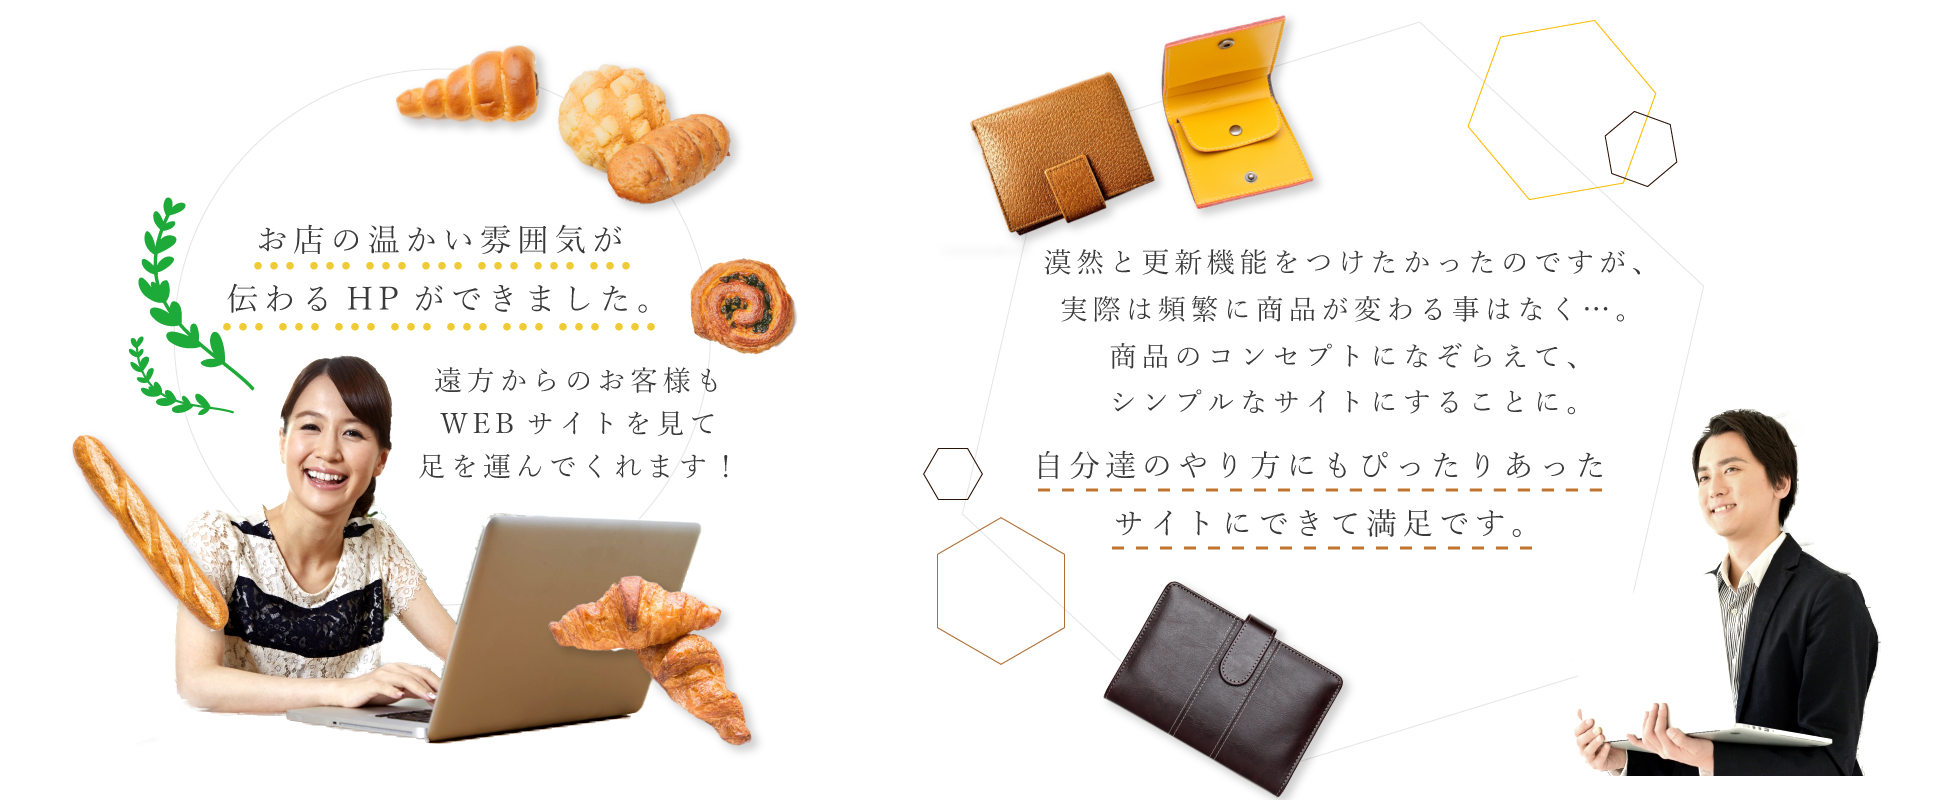 お店の温かい雰囲気が
伝わるHPができました。
遠方からのお客様も
WEBサイトを見て
足を運んでくれます！
漠然と更新機能をつけたかったのですが、
実際は頻繁に商品が変わる事はなく…。
商品のコンセプトになぞらえて、
シンプルなサイトにすることに。
自分達のやり方にもぴったりあった
サイトにできて満足です。